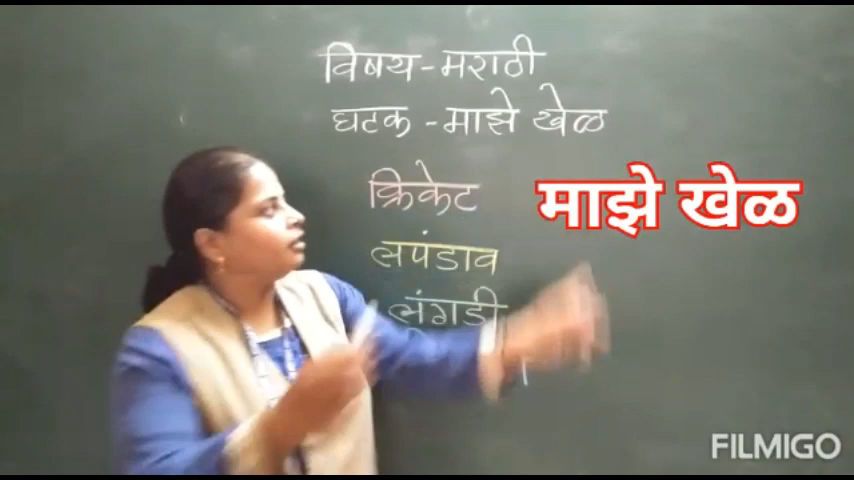 विषय - मराठी
घटक - माझे खेळ
क्रिकेट
माझे खेळ
लपंडाव
लंगडी
FILMIGO